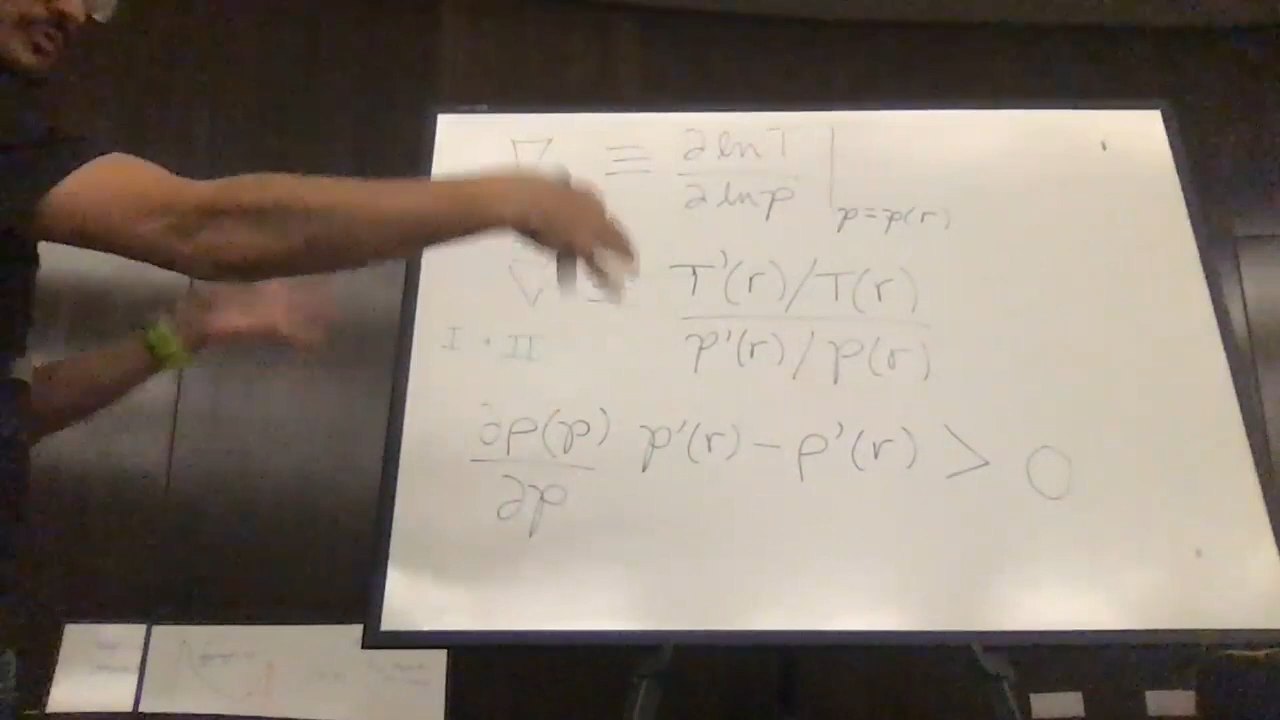 ∇ ≡ ∂lnT/∂lnp |p=p(r)
∇ T'(r)/T(r)
p'(r)/p(r)
I · II
∂ρ(p)/∂p p'(r) - ρ'(r) > 0